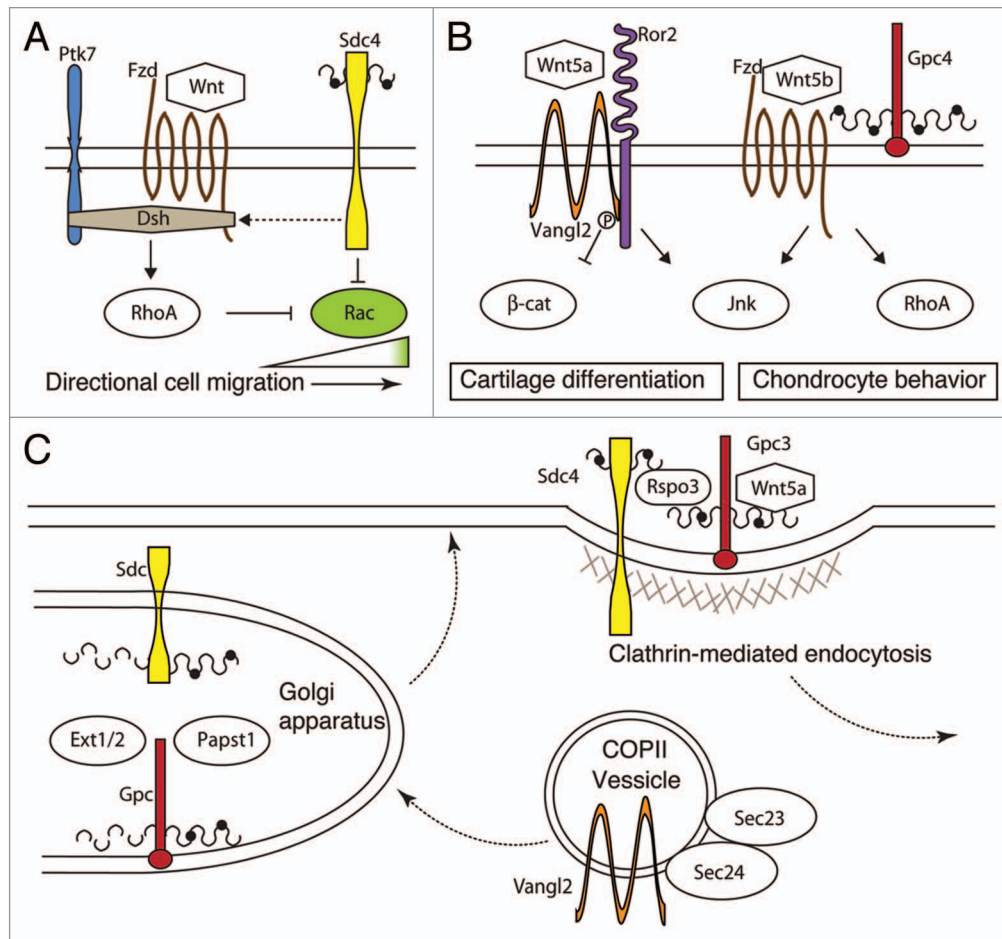 A
Ptk7
Fzd
Wnt
Sdc4
Dsh
RhoA
Rac
Directional cell migration
B
Wnt5a
Ror2
Fzd
Wnt5b
Gpc4
Vangl2
P
β-cat
Jnk
RhoA
Cartilage differentiation
Chondrocyte behavior
C
Sdc4
Rspo3
Gpc3
Wnt5a
Clathrin-mediated endocytosis
Sdc
Golgi
apparatus
Ext1/2
Papst1
Gpc
COPII
Vessicle
Vangl2
Sec23
Sec24